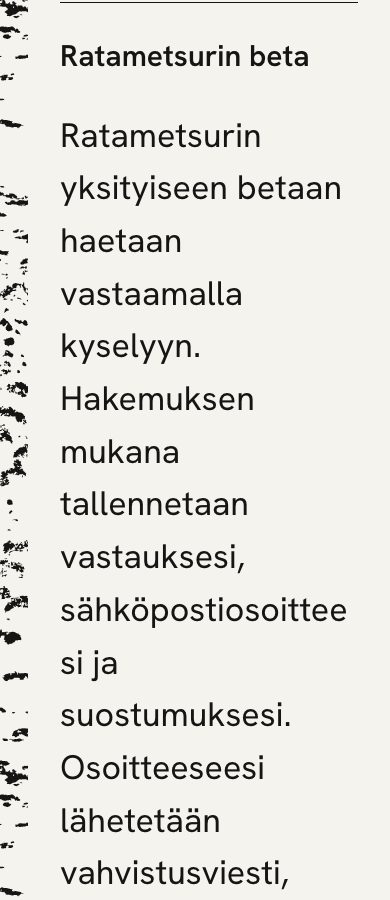 Ratametsurin beta
Ratametsurin
yksityiseen betaan
haetaan
vastaamalla
kyselyyn.
Hakemuksen
mukana
tallennetaan
vastauksesi,
sähköpostiosoittee
si ja
suostumuksesi.
Osoitteeseesi
lähetetään
vahvistusviesti,